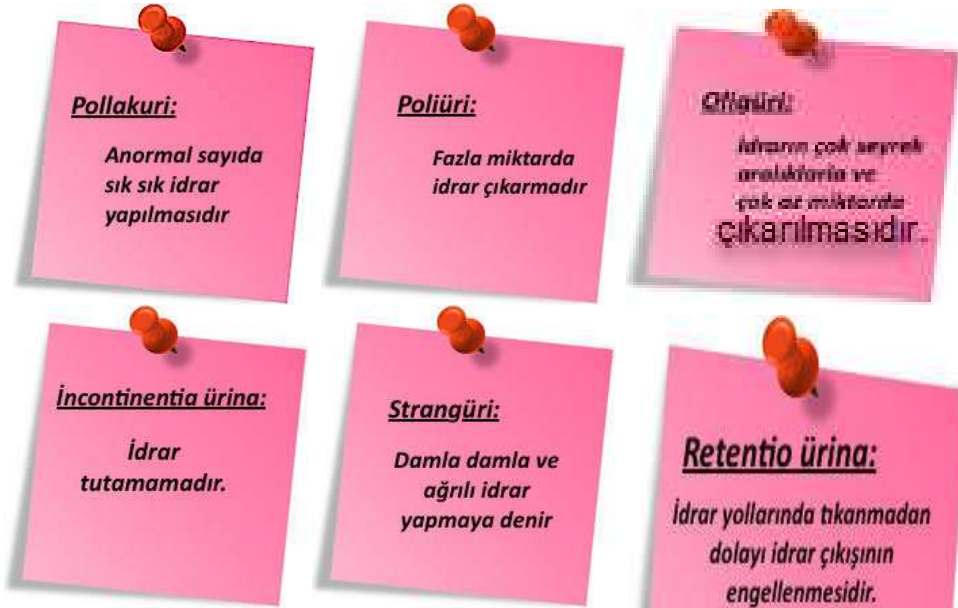 Pollakuri:
Anormal sayıda
sık sık idrar
yapılmasıdır
Poliüri:
Fazla miktarda
idrar çıkarmadır
Oligüri:
İdrarın çok seyrek
aralıklarla ve
çok az miktarda
çıkarılmasıdır.
İncontinentia ürina:
İdrar
tutamamadır.
Strangüri:
Damla damla ve
ağrılı idrar
yapmaya denir
Retentio ürina:
İdrar yollarında tıkanmadan
dolayı idrar çıkışının
engellenmesidir.